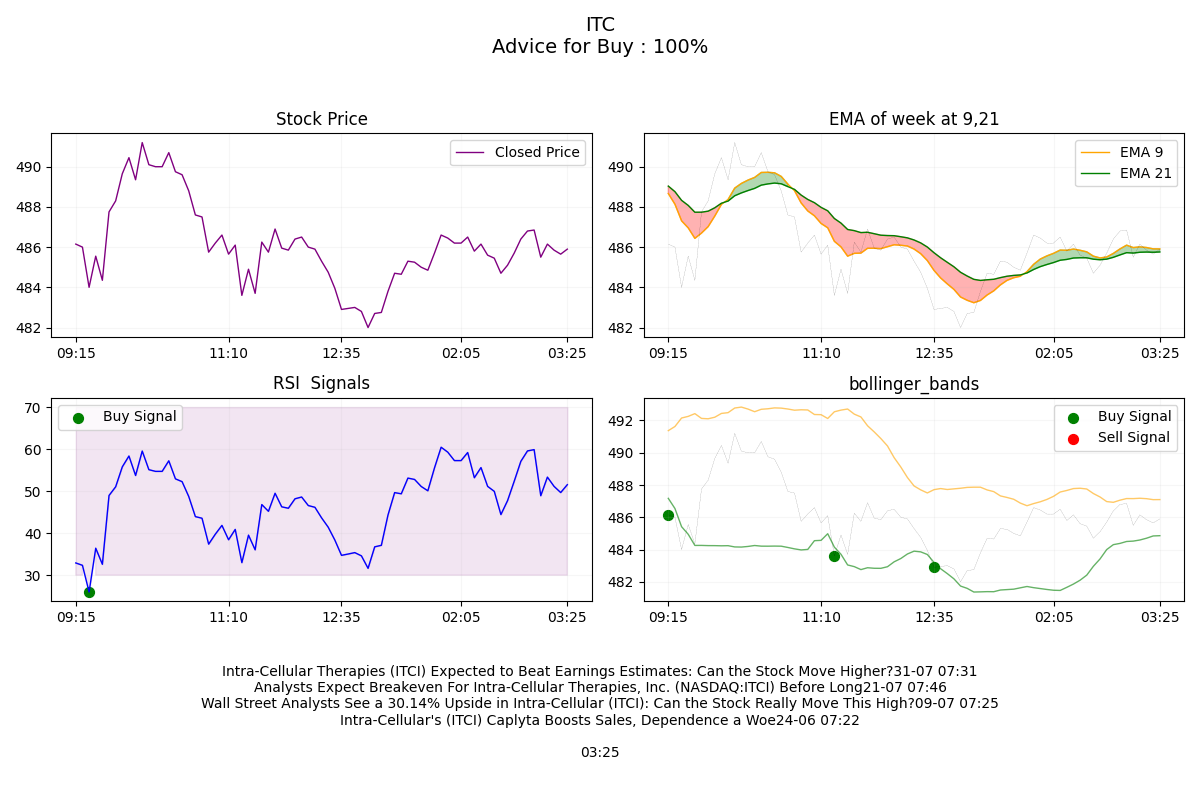 ITC
Advice for Buy : 100%
Stock Price
Closed Price
490
488
486
484
482
09:15
11:10
12:35
02:05
03:25
EMA of week at 9,21
EMA 9
EMA 21
490
488
486
484
482
09:15
11:10
12:35
02:05
03:25
RSI  Signals
Buy Signal
70
60
50
40
30
09:15
11:10
12:35
02:05
03:25
bollinger_bands
Buy Signal
Sell Signal
492
490
488
486
484
482
09:15
11:10
12:35
02:05
03:25
Intra-Cellular Therapies (ITCI) Expected to Beat Earnings Estimates: Can the Stock Move Higher?31-07 07:31
Analysts Expect Breakeven For Intra-Cellular Therapies, Inc. (NASDAQ:ITCI) Before Long21-07 07:46
Wall Street Analysts See a 30.14% Upside in Intra-Cellular (ITCI): Can the Stock Really Move This High?09-07 07:25
Intra-Cellular's (ITCI) Caplyta Boosts Sales, Dependence a Woe24-06 07:22
03:25